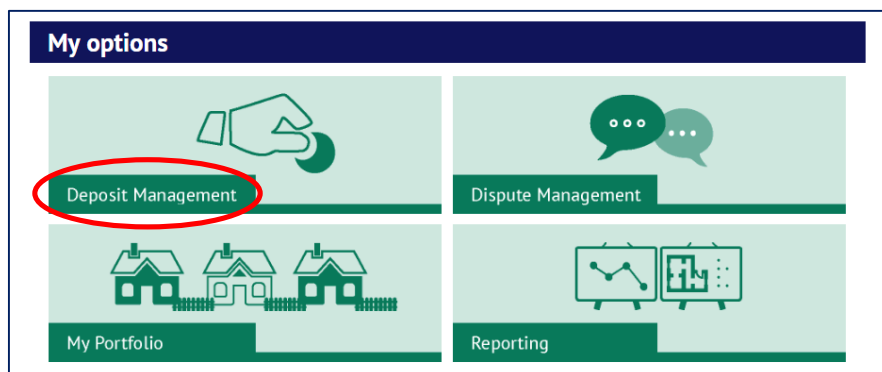 My options
Deposit Management
Dispute Management
My Portfolio
Reporting